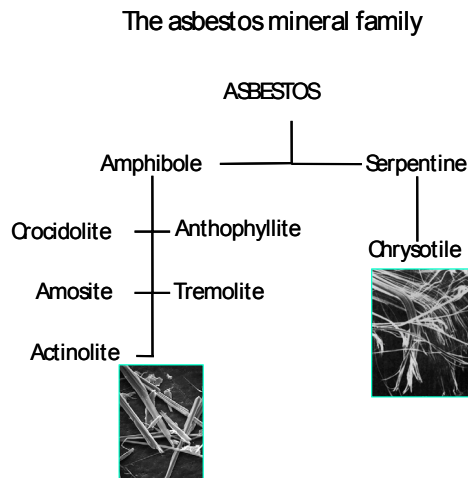 The asbestos mineral family
ASBESTOS
Amphibole
Serpentine
Crocidolite
Anthophyllite
Chrysotile
Amosite
Tremolite
Actinolite